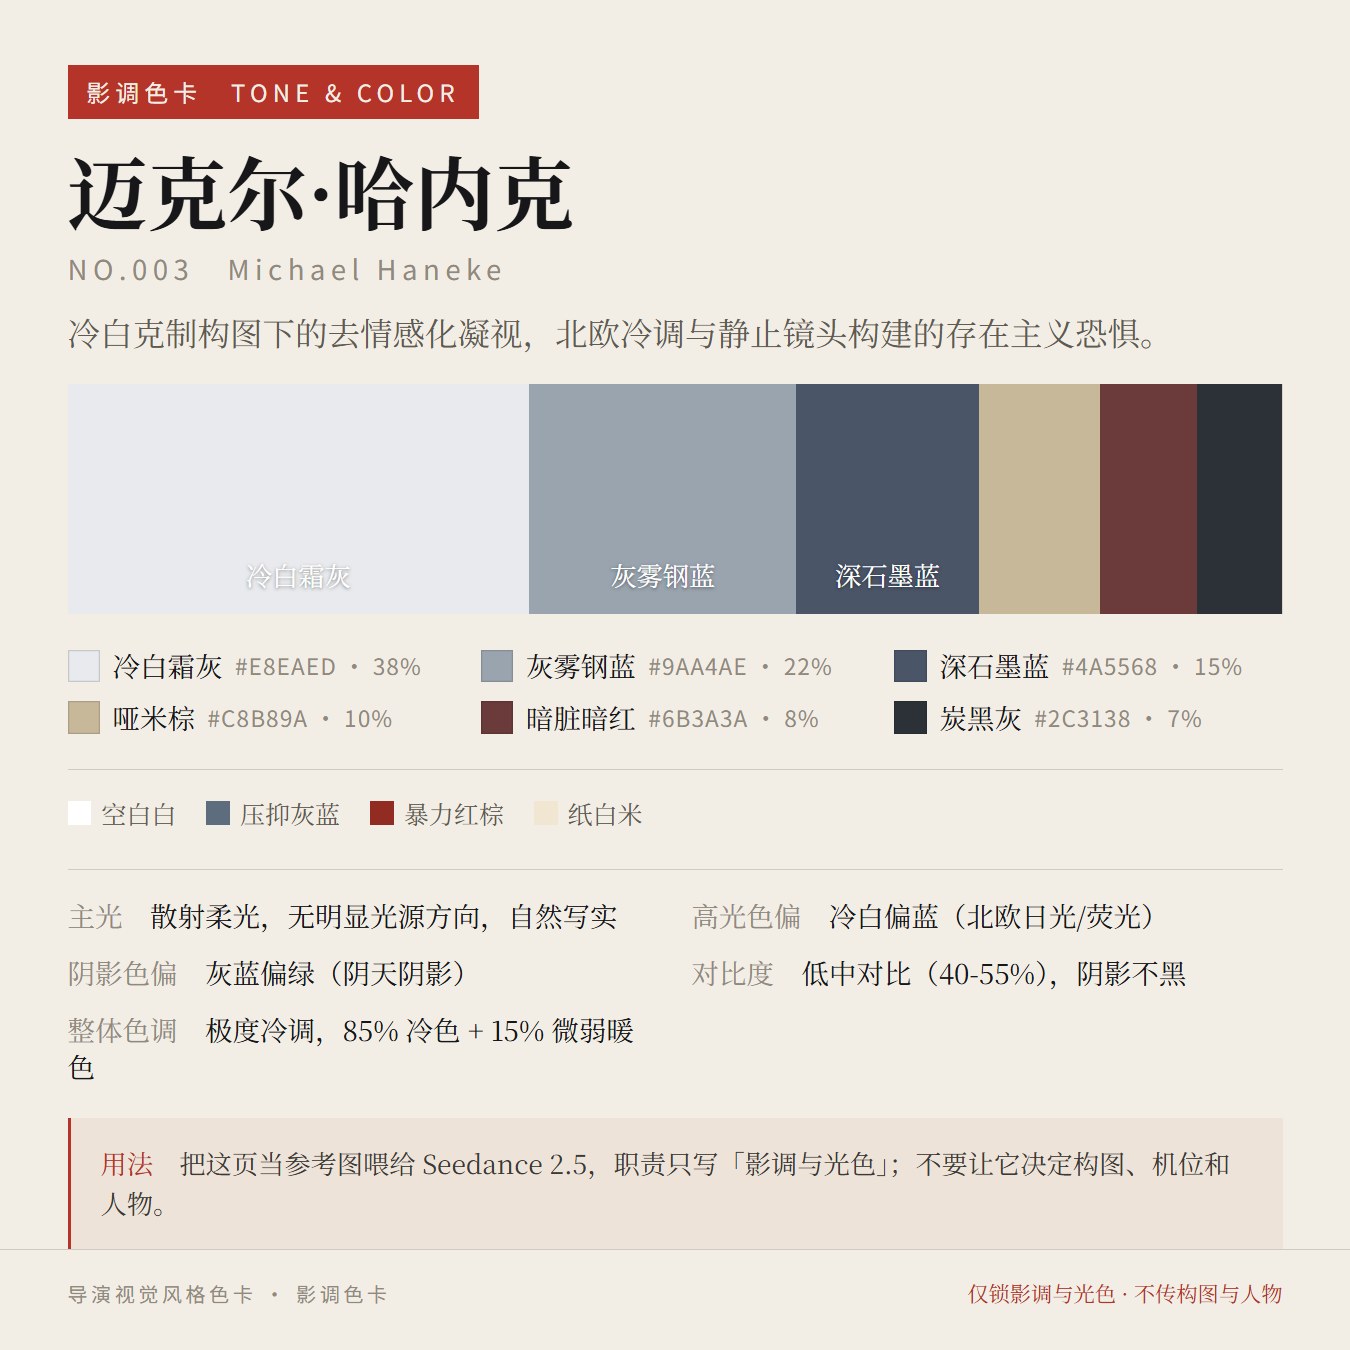 影调色卡 TONE & COLOR
迈克尔·哈内克
NO.003 Michael Haneke
冷白克制构图下的去情感化凝视，北欧冷调与静止镜头构建的存在主义恐惧。
冷白霜灰 灰雾钢蓝 深石墨蓝
冷白霜灰 #E8EAED · 38% 灰雾钢蓝 #9AA4AE · 22% 深石墨蓝 #4A5568 · 15%
哑米棕 #C8B89A · 10% 暗脏暗红 #6B3A3A · 8% 炭黑灰 #2C3138 · 7%
空白白 压抑灰蓝 暴力红棕 纸白米
主光 散射柔光，无明显光源方向，自然写实 高光色偏 冷白偏蓝（北欧日光/荧光）
阴影色偏 灰蓝偏绿（阴天阴影） 对比度 低中对比（40-55%），阴影不黑
整体色调 极度冷调，85% 冷色 + 15% 微弱暖
色
用法 把这页当参考图喂给 Seedance 2.5，职责只写「影调与光色」；不要让它决定构图、机位和
人物。
导演视觉风格色卡 · 影调色卡 仅锁影调与光色 · 不传构图与人物